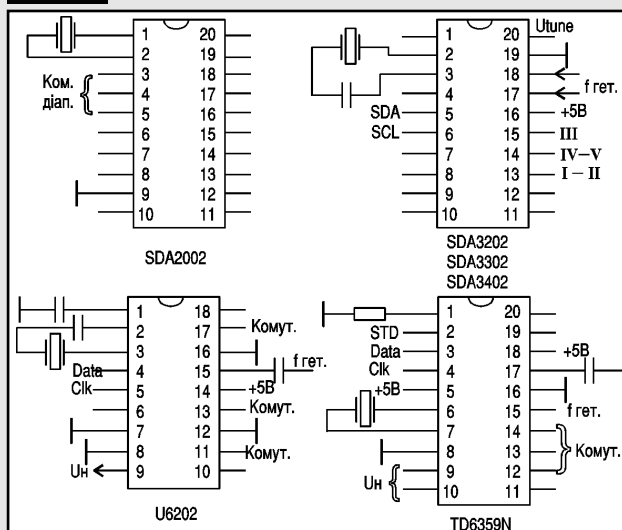 1 20
2 19
Ком. 3 18
діап. 4 17
5 16
6 15
7 14
8 13
9 12
10 11
SDA2002
1 20 Utune
2 19
3 18
4 17 f гет.
SDA 5 16 +5В
SCL 6 15 III
7 14 IV–V
8 13 I – II
9 12
10 11
SDA3202
SDA3302
SDA3402
1 18
2 17 Комут.
3 16
Data 4 15 f гет.
Clk 5 14 +5В
6 13 Комут.
7 12
8 11 Комут.
Uн 9 10
U6202
1 20
STD 2 19
Data 3 18 +5В
Clk 4 17
+5В 5 16
6 15 f гет.
7 14
8 13 Комут.
Uн 9 12
10 11
TD6359N